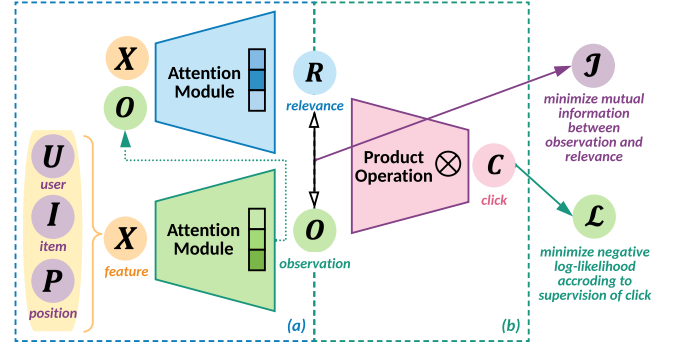 X
O
Attention
Module
R
relevance
U
user
I
item
P
position
X
feature
Attention
Module
O
observation
Product
Operation
C
click
J
minimize mutual
information
between
observation and
relevance
L
minimize negative
log-likelihood
accroding to
supervision of click
(a)
(b)